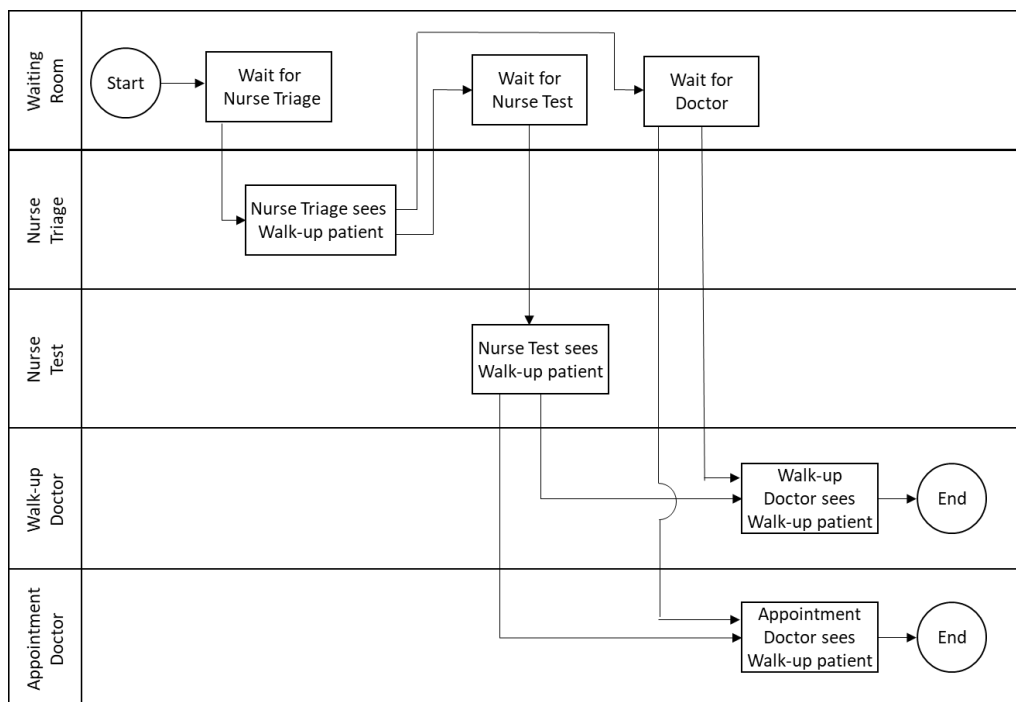 Waiting
Room
Start
Wait for
Nurse Triage
Wait for
Nurse Test
Wait for
Doctor
Nurse
Triage
Nurse Triage sees
Walk-up patient
Nurse
Test
Nurse Test sees
Walk-up patient
Walk-up
Doctor
Walk-up
Doctor sees
Walk-up patient
End
Appointment
Doctor
Appointment
Doctor sees
Walk-up patient
End